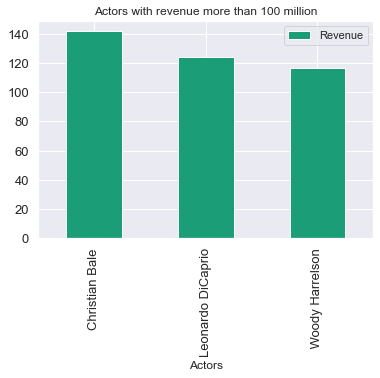 Actors with revenue more than 100 million
Revenue
140
120
100
80
60
40
20
0
Christian Bale
Leonardo DiCaprio
Woody Harrelson
Actors